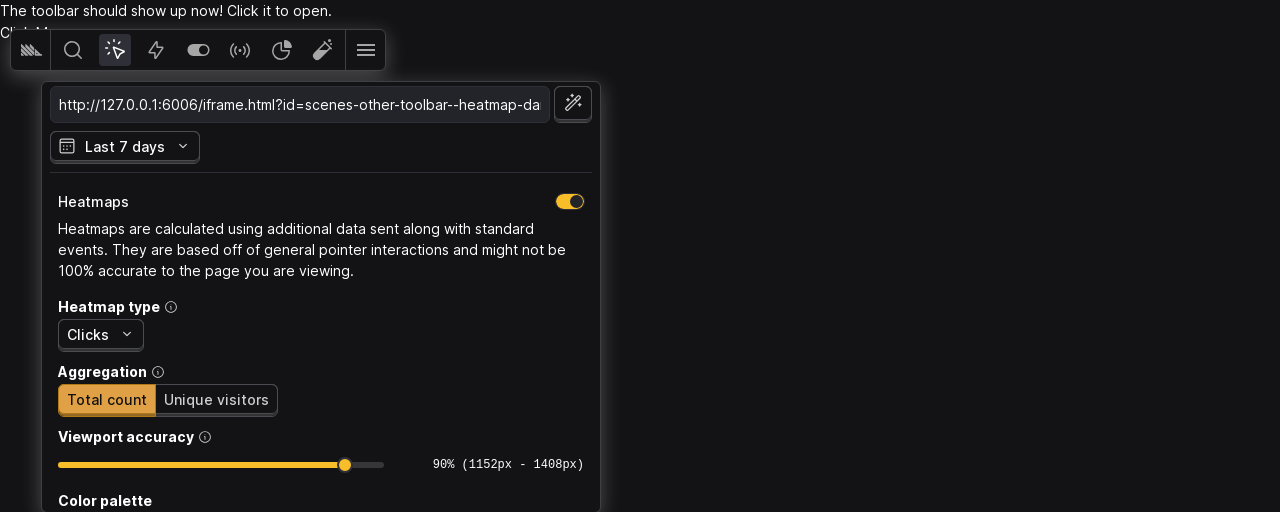 The toolbar should show up now! Click it to open.
http://127.0.0.1:6006/iframe.html?id=scenes-other-toolbar--heatmap-da
Last 7 days
Heatmaps
Heatmaps are calculated using additional data sent along with standard
events. They are based off of general pointer interactions and might not be
100% accurate to the page you are viewing.
Heatmap type
Clicks
Aggregation
Total count Unique visitors
Viewport accuracy
90% (1152px - 1408px)
Color palette